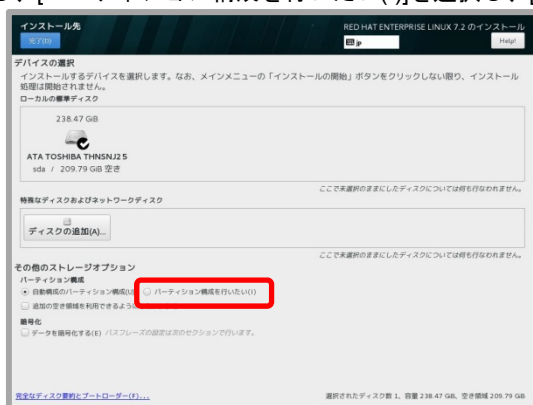 インストール先
RED HAT ENTERPRISE LINUX 7.2 のインストール
完了(D)
jp
Help!
デバイスの選択
インストールするデバイスを選択します。なお、メインメニューの「インストールの開始」ボタンをクリックしない限り、インストール
処理は開始されません。
ローカルの標準ディスク
238.47 GiB
ATA TOSHIBA THNSNJ25
sda / 209.79 GiB 空き
ここで未選択のままにしたディスクについては何も行なわれません。
特殊なディスクおよびネットワークディスク
ディスクの追加(A)...
ここで未選択のままにしたディスクについては何も行なわれません。
その他のストレージオプション
パーティション構成
自動構成のパーティション構成(U) パーティション構成を行いたい(I)
追加の空き領域を利用できるように
暗号化
データを暗号化する(E) パスフレーズの設定は次のセクションで行います。
完全なディスク要約とブートローダー(F)...
選択されたディスク数 1、容量 238.47 GiB、空き領域 209.79 GiB